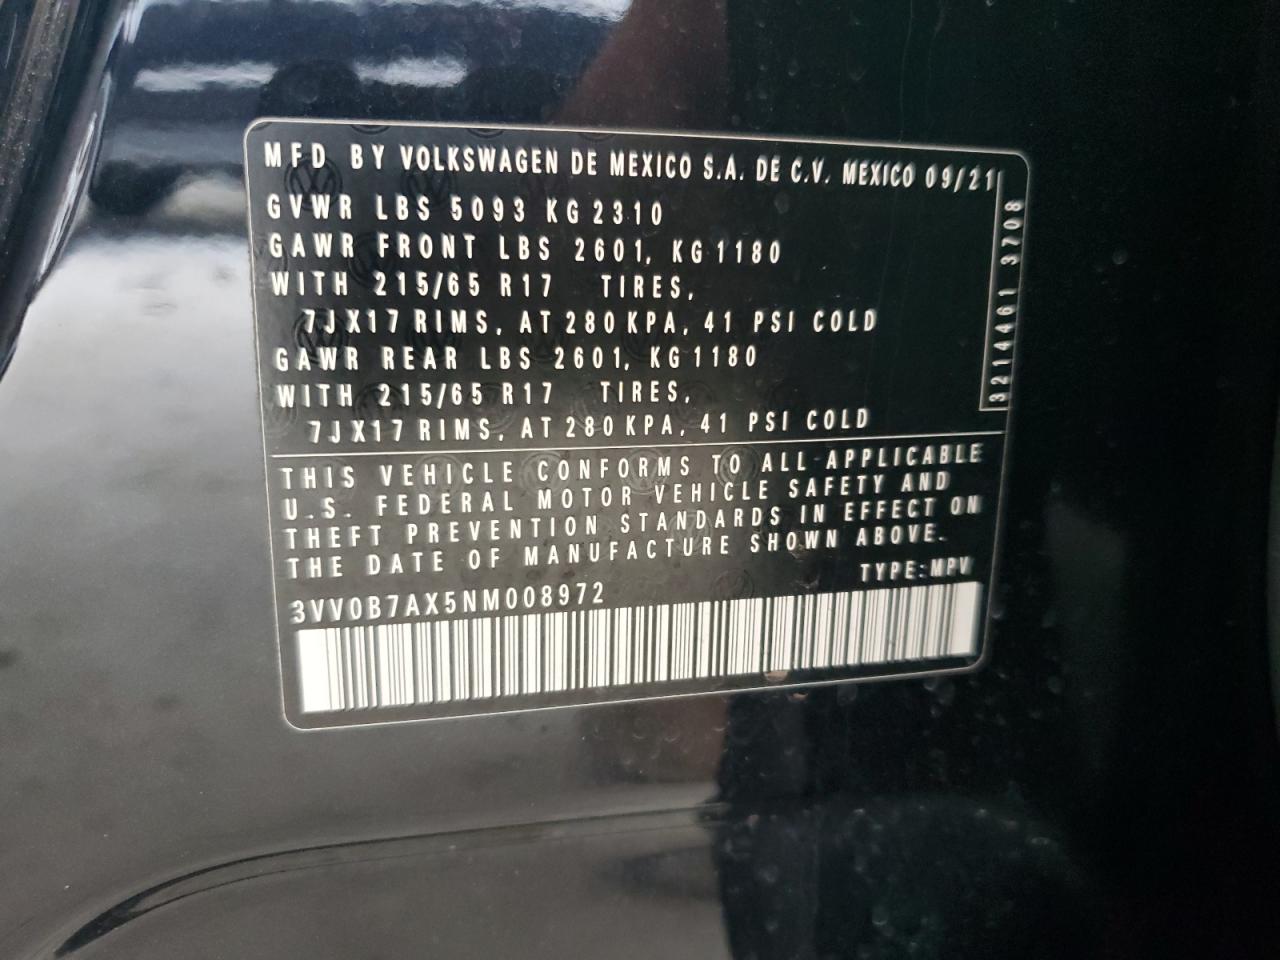 MFD BY VOLKSWAGEN DE MEXICO S.A. DE C.V. MEXICO 09/21
GVWR LBS 5093 KG 2310
GAWR FRONT LBS 2601, KG 1180
WITH 215/65 R17 TIRES,
7JX17 RIMS, AT 280 KPA, 41 PSI COLD
GAWR REAR LBS 2601, KG 1180
WITH 215/65 R17 TIRES,
7JX17 RIMS, AT 280 KPA, 41 PSI COLD
3214461 3708
THIS VEHICLE CONFORMS TO ALL APPLICABLE
U.S. FEDERAL MOTOR VEHICLE SAFETY AND
THEFT PREVENTION STANDARDS IN EFFECT ON
THE DATE OF MANUFACTURE SHOWN ABOVE.
TYPE:MPV
3VV0B7AX5NM008972